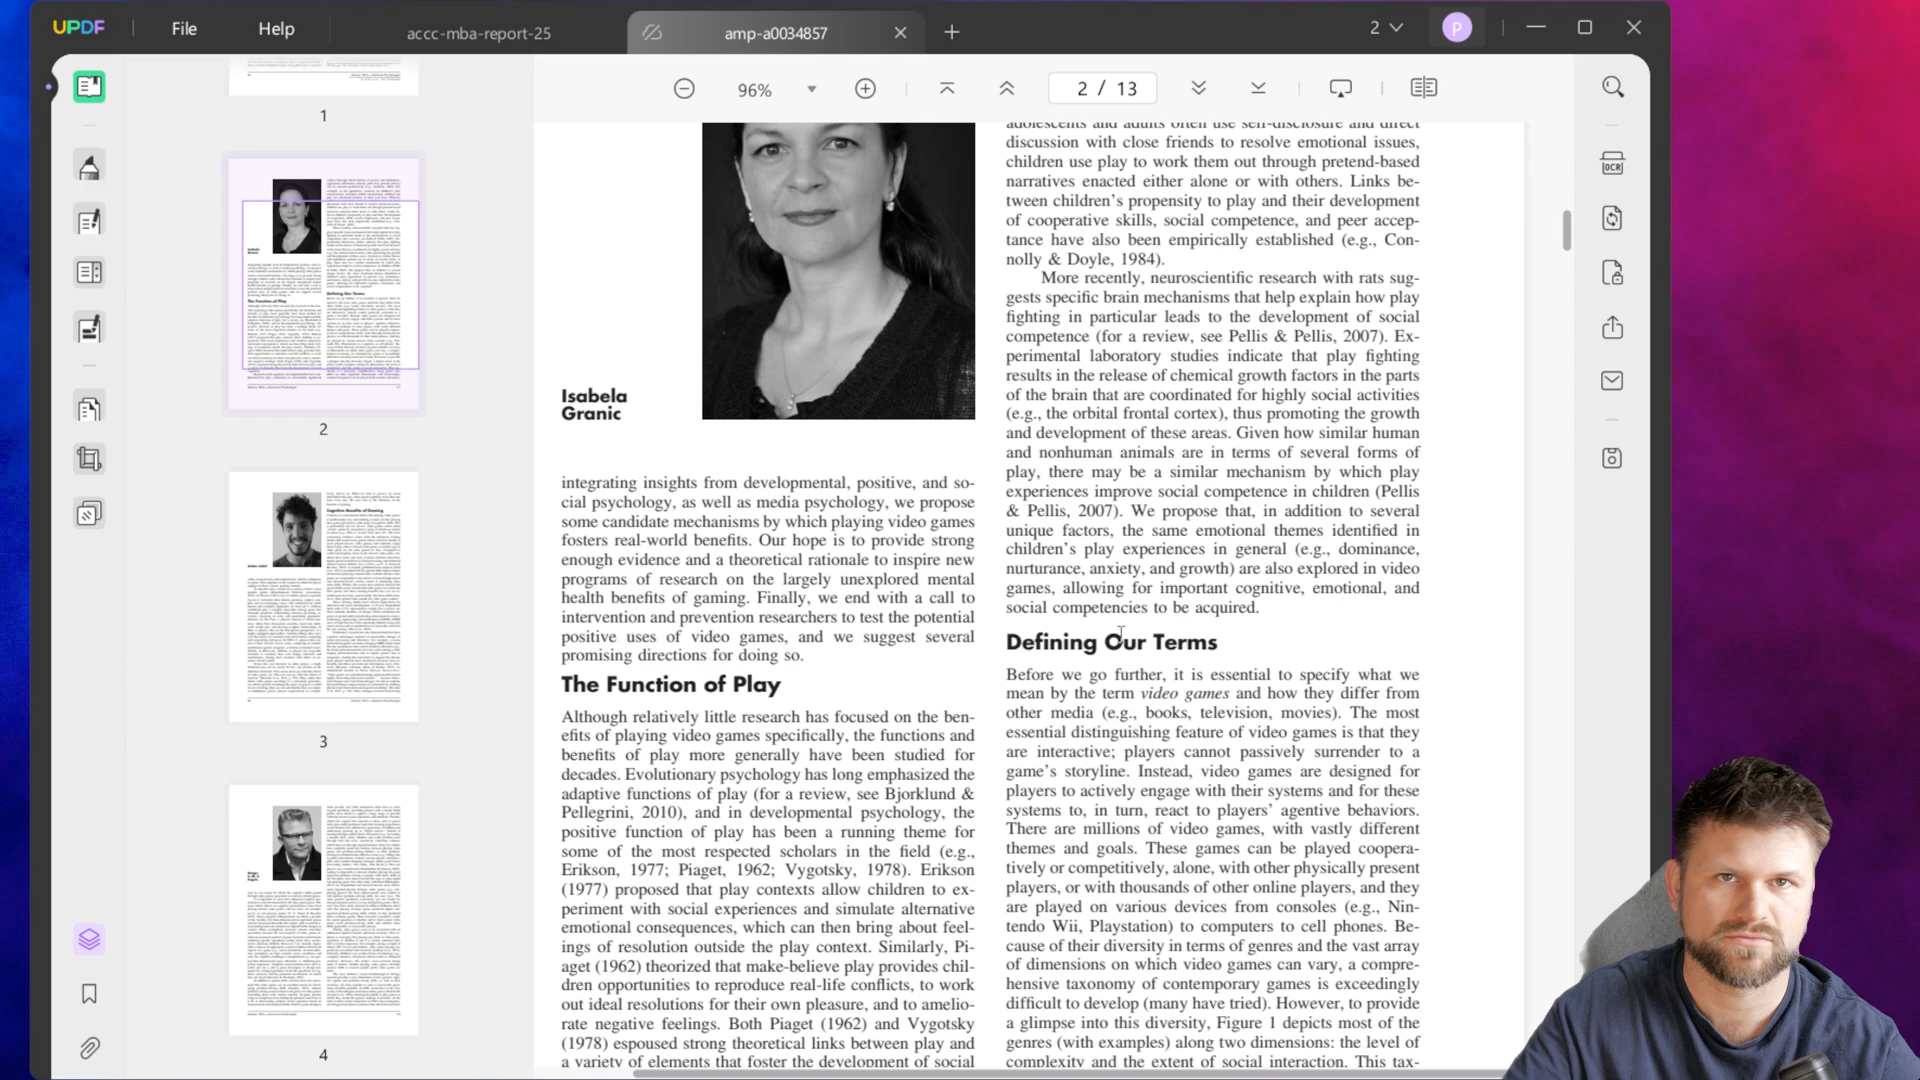 UPDF
File
Help
accc-mba-report-25
amp-a0034857
2
P
96%
2 / 13
OCR
1
2
3
4
Isabela
Granic
integrating insights from developmental, positive, and so-
cial psychology, as well as media psychology, we propose
some candidate mechanisms by which playing video games
fosters real-world benefits. Our hope is to provide strong
enough evidence and a theoretical rationale to inspire new
programs of research on the largely unexplored mental
health benefits of gaming. Finally, we end with a call to
intervention and prevention researchers to test the potential
positive uses of video games, and we suggest several
promising directions for doing so.
The Function of Play
Although relatively little research has focused on the ben-
efits of playing video games specifically, the functions and
benefits of play more generally have been studied for
decades. Evolutionary psychology has long emphasized the
adaptive functions of play (for a review, see Bjorklund &
Pellegrini, 2010), and in developmental psychology, the
positive function of play has been a running theme for
some of the most respected scholars in the field (e.g.,
Erikson, 1977; Piaget, 1962; Vygotsky, 1978). Erikson
(1977) proposed that play contexts allow children to ex-
periment with social experiences and simulate alternative
emotional consequences, which can then bring about feel-
ings of resolution outside the play context. Similarly, Pi-
aget (1962) theorized that make-believe play provides chil-
dren opportunities to reproduce real-life conflicts, to work
out ideal resolutions for their own pleasure, and to amelio-
rate negative feelings. Both Piaget (1962) and Vygotsky
(1978) espoused strong theoretical links between play and
a variety of elements that foster the development of social
adolescents and adults often use self-disclosure and direct
discussion with close friends to resolve emotional issues,
children use play to work them out through pretend-based
narratives enacted either alone or with others. Links be-
tween children's propensity to play and their development
of cooperative skills, social competence, and peer accep-
tance have also been empirically established (e.g., Con-
nolly & Doyle, 1984).
More recently, neuroscientific research with rats sug-
gests specific brain mechanisms that help explain how play
fighting in particular leads to the development of social
competence (for a review, see Pellis & Pellis, 2007). Ex-
perimental laboratory studies indicate that play fighting
results in the release of chemical growth factors in the parts
of the brain that are coordinated for highly social activities
(e.g., the orbital frontal cortex), thus promoting the growth
and development of these areas. Given how similar human
and nonhuman animals are in terms of several forms of
play, there may be a similar mechanism by which play
experiences improve social competence in children (Pellis
& Pellis, 2007). We propose that, in addition to several
unique factors, the same emotional themes identified in
children's play experiences in general (e.g., dominance,
nurturance, anxiety, and growth) are also explored in video
games, allowing for important cognitive, emotional, and
social competencies to be acquired.
Defining Our Terms
Before we go further, it is essential to specify what we
mean by the term video games and how they differ from
other media (e.g., books, television, movies). The most
essential distinguishing feature of video games is that they
are interactive; players cannot passively surrender to a
game's storyline. Instead, video games are designed for
players to actively engage with their systems and for these
systems to, in turn, react to players' agentive behaviors.
There are millions of video games, with vastly different
themes and goals. These games can be played coopera-
tively or competitively, alone, with other physically present
players, or with thousands of other online players, and they
are played on various devices from consoles (e.g., Nin-
tendo Wii, Playstation) to computers to cell phones. Be-
cause of their diversity in terms of genres and the vast array
of dimensions on which video games can vary, a compre-
hensive taxonomy of contemporary games is exceedingly
difficult to develop (many have tried). However, to provide
a glimpse into this diversity, Figure 1 depicts most of the
genres (with examples) along two dimensions: the level of
complexity and the extent of social interaction. This tax-